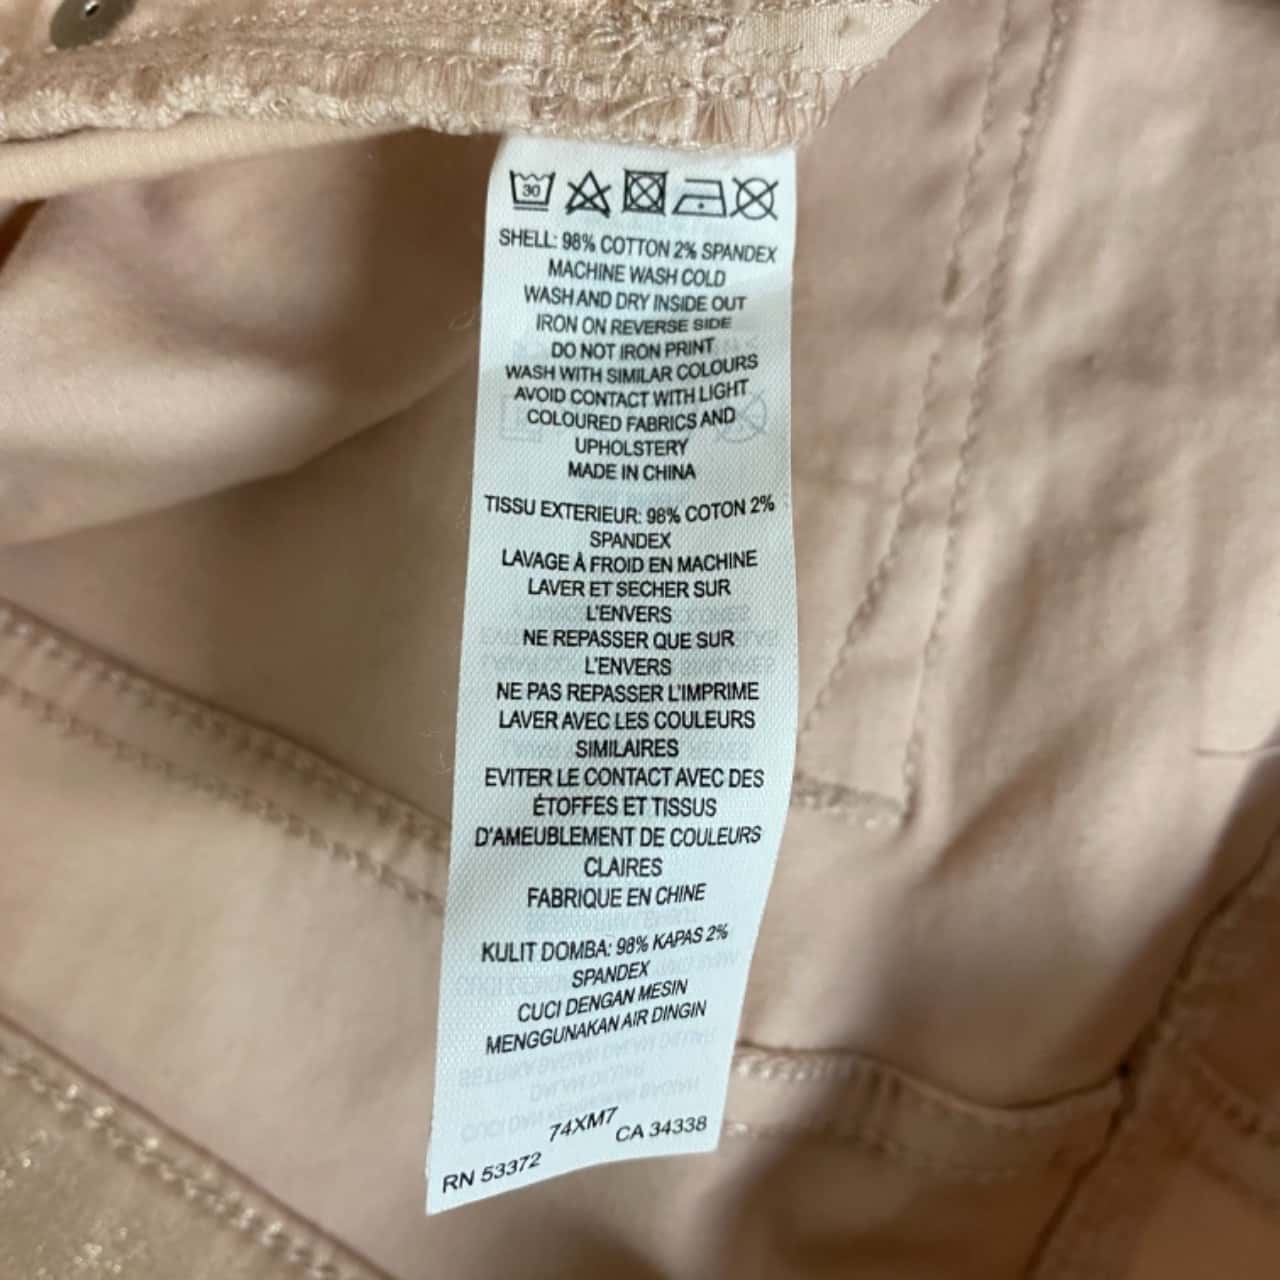 30
SHELL: 98% COTTON 2% SPANDEX
MACHINE WASH COLD
WASH AND DRY INSIDE OUT
IRON ON REVERSE SIDE
DO NOT IRON PRINT
WASH WITH SIMILAR COLOURS
AVOID CONTACT WITH LIGHT
COLOURED FABRICS AND
UPHOLSTERY
MADE IN CHINA
TISSU EXTERIEUR: 98% COTON 2%
SPANDEX
LAVAGE À FROID EN MACHINE
LAVER ET SECHER SUR
L'ENVERS
NE REPASSER QUE SUR
L'ENVERS
NE PAS REPASSER L'IMPRIME
LAVER AVEC LES COULEURS
SIMILAIRES
EVITER LE CONTACT AVEC DES
ÉTOFFES ET TISSUS
D'AMEUBLEMENT DE COULEURS
CLAIRES
FABRIQUE EN CHINE
KULIT DOMBA: 98% KAPAS 2%
SPANDEX
CUCI DENGAN MESIN
MENGGUNAKAN AIR DINGIN
74XM7
RN 53372 CA 34338